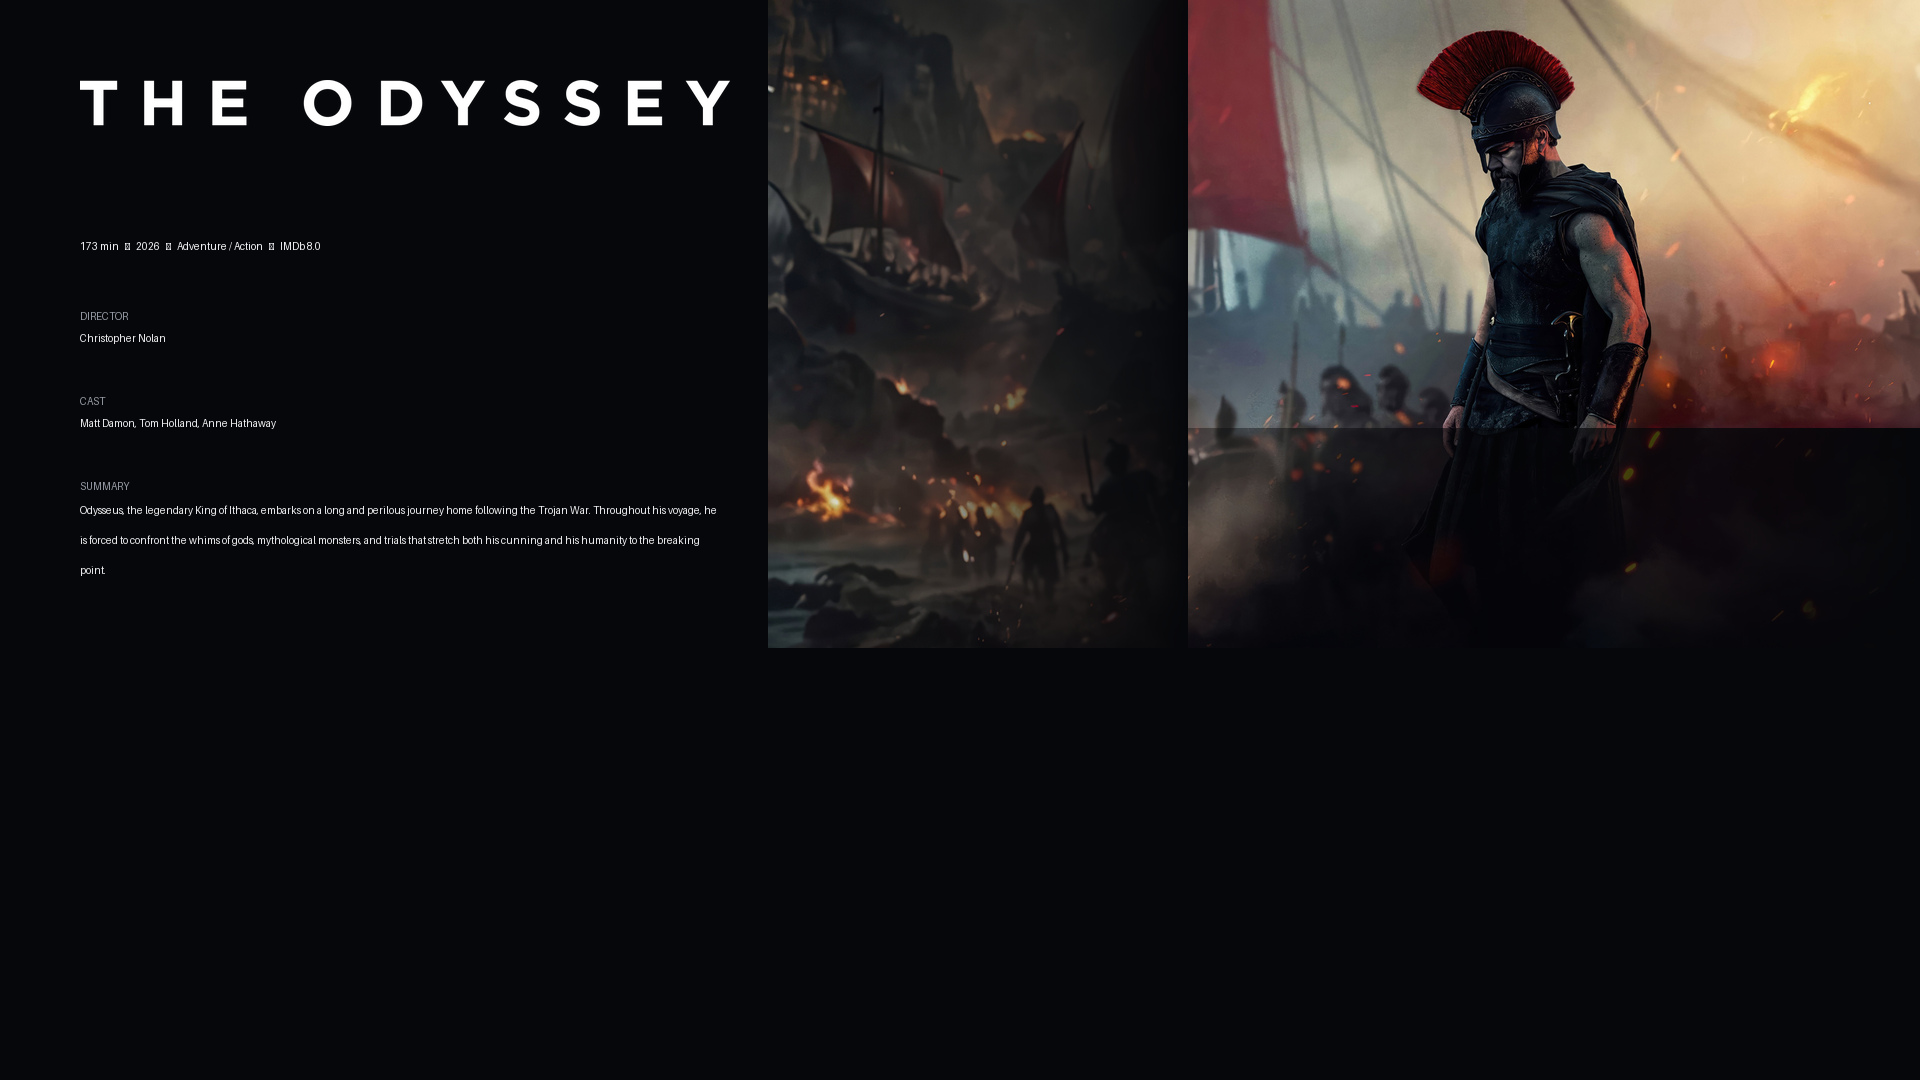 THE ODYSSEY
173 min  2026  Adventure / Action  IMDb 8.0
DIRECTOR
Christopher Nolan
CAST
Matt Damon, Tom Holland, Anne Hathaway
SUMMARY
Odysseus, the legendary King of Ithaca, embarks on a long and perilous journey home following the Trojan War. Throughout his voyage, he
is forced to confront the whims of gods, mythological monsters, and trials that stretch both his cunning and his humanity to the breaking
point.